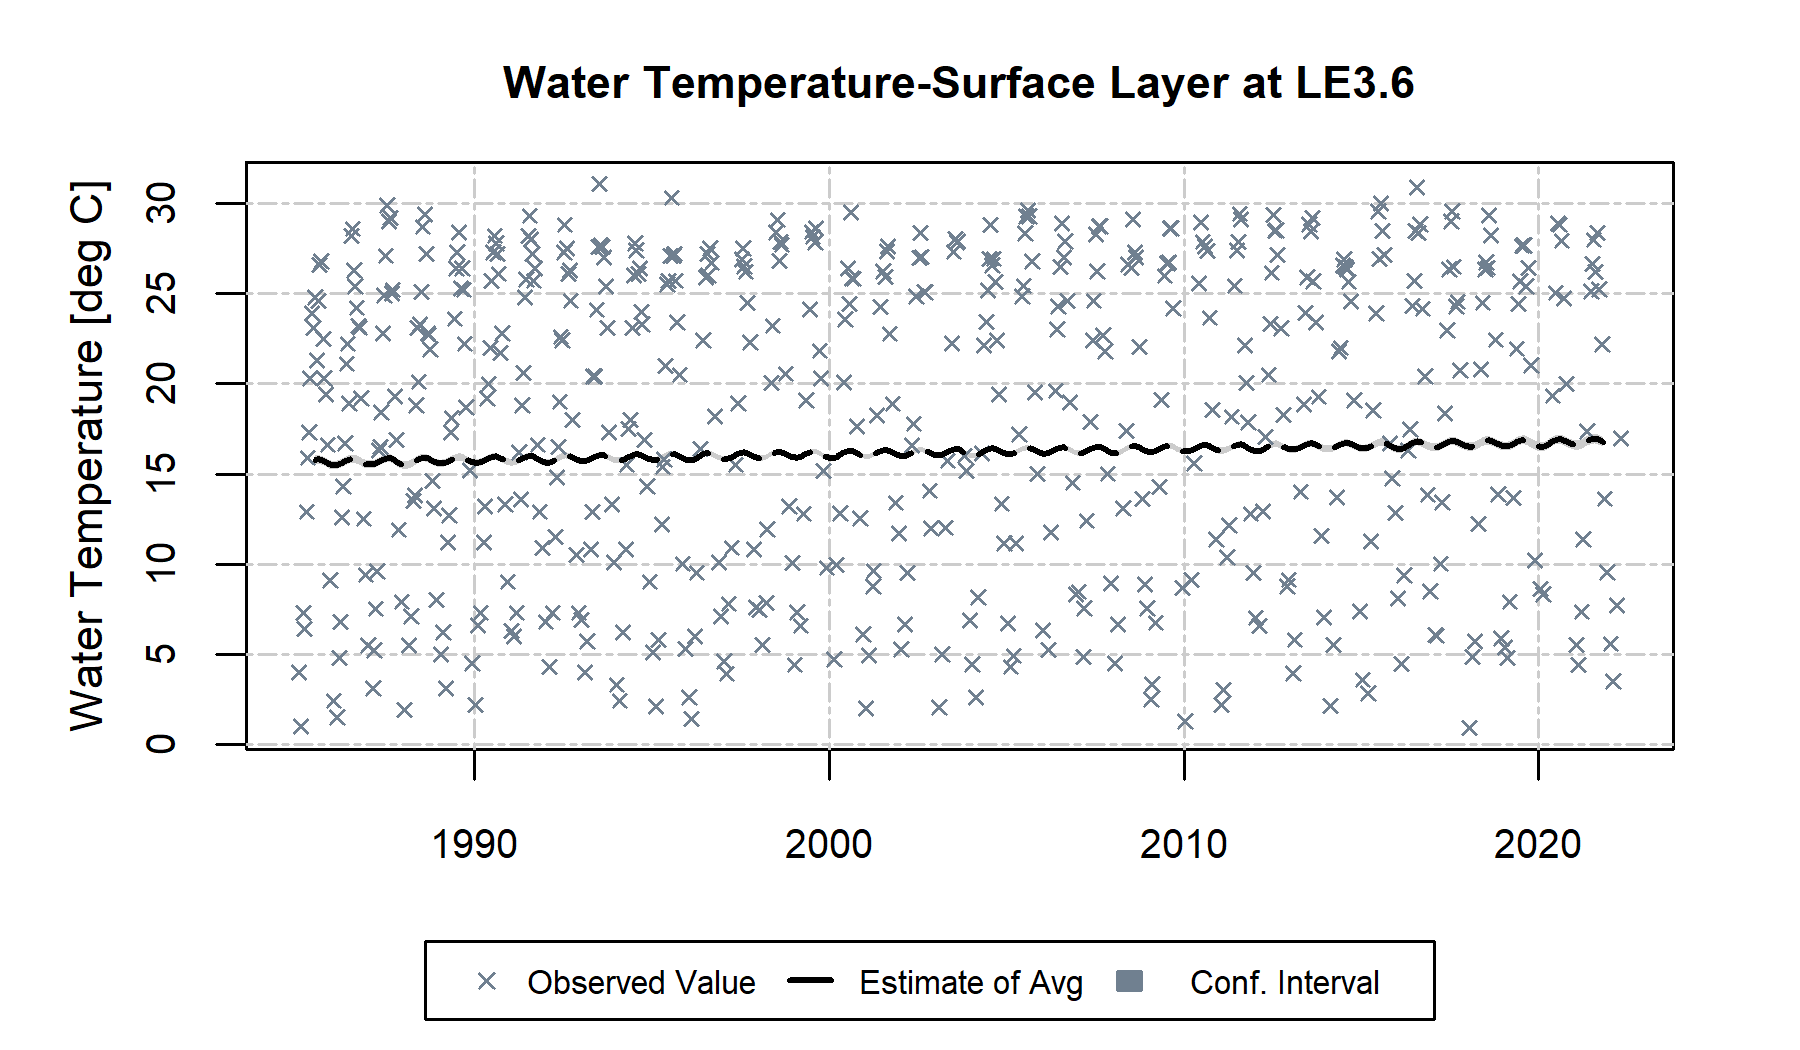 Water Temperature-Surface Layer at LE3.6
Water Temperature [deg C]
30
25
20
15
10
5
0
1990 2000 2010 2020
Observed Value Estimate of Avg Conf. Interval